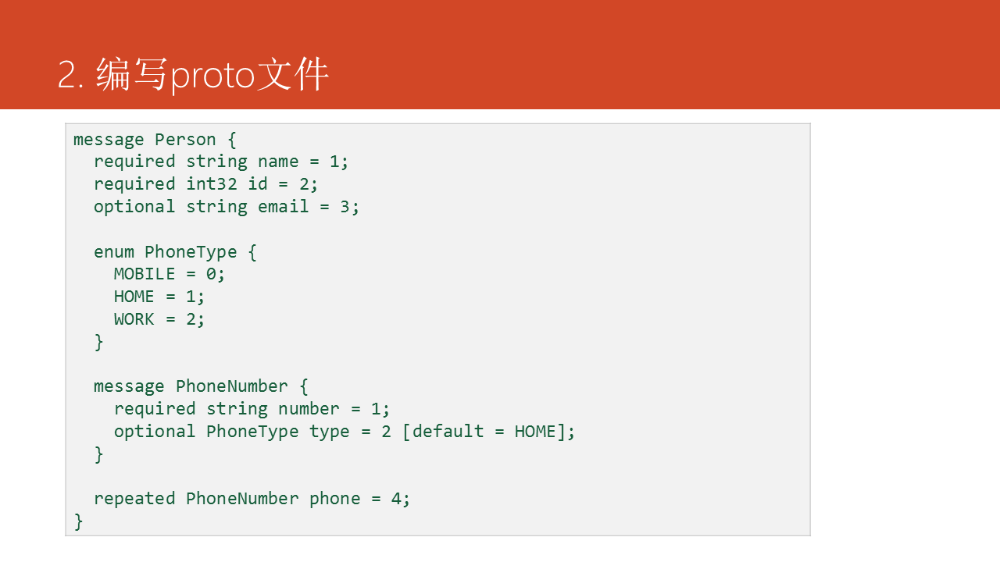 2. 编写proto文件
message Person {
  required string name = 1;
  required int32 id = 2;
  optional string email = 3;

  enum PhoneType {
    MOBILE = 0;
    HOME = 1;
    WORK = 2;
  }

  message PhoneNumber {
    required string number = 1;
    optional PhoneType type = 2 [default = HOME];
  }

  repeated PhoneNumber phone = 4;
}